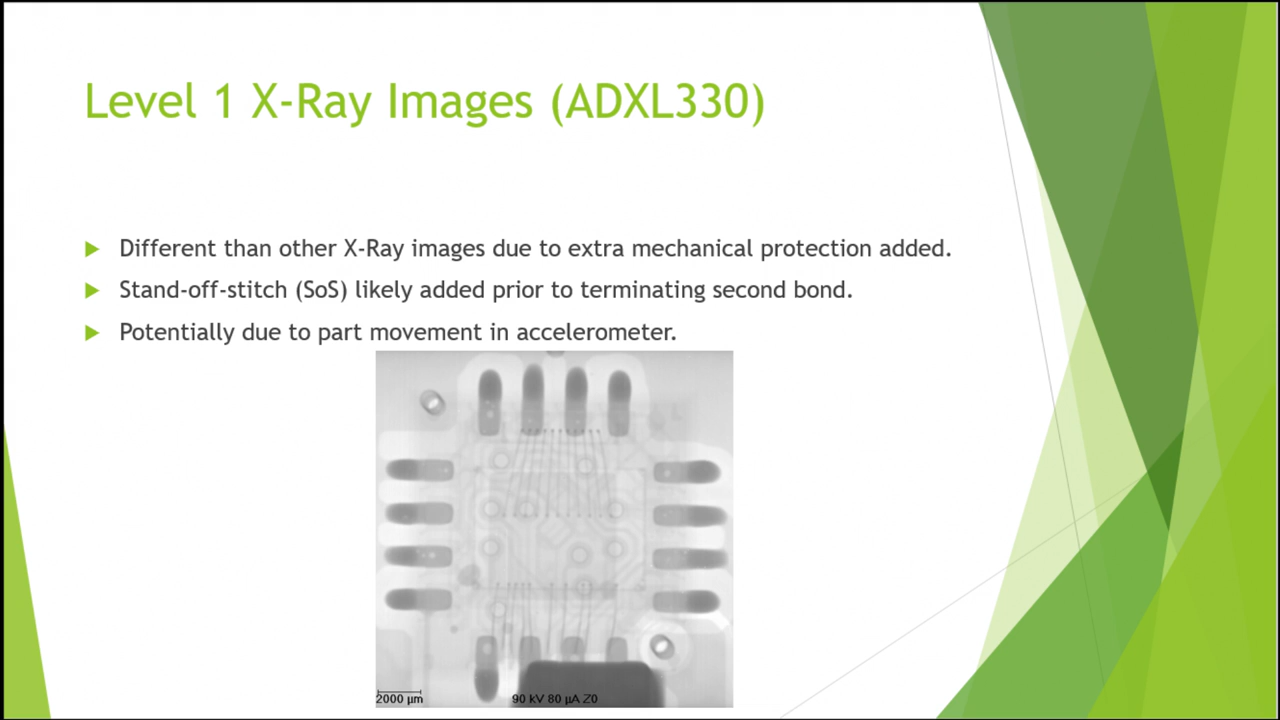 Level 1 X-Ray Images (ADXL330)
Different than other X-Ray images due to extra mechanical protection added.
Stand-off-stitch (SoS) likely added prior to terminating second bond.
Potentially due to part movement in accelerometer.
2000 µm
90 kV 80 µA Z0